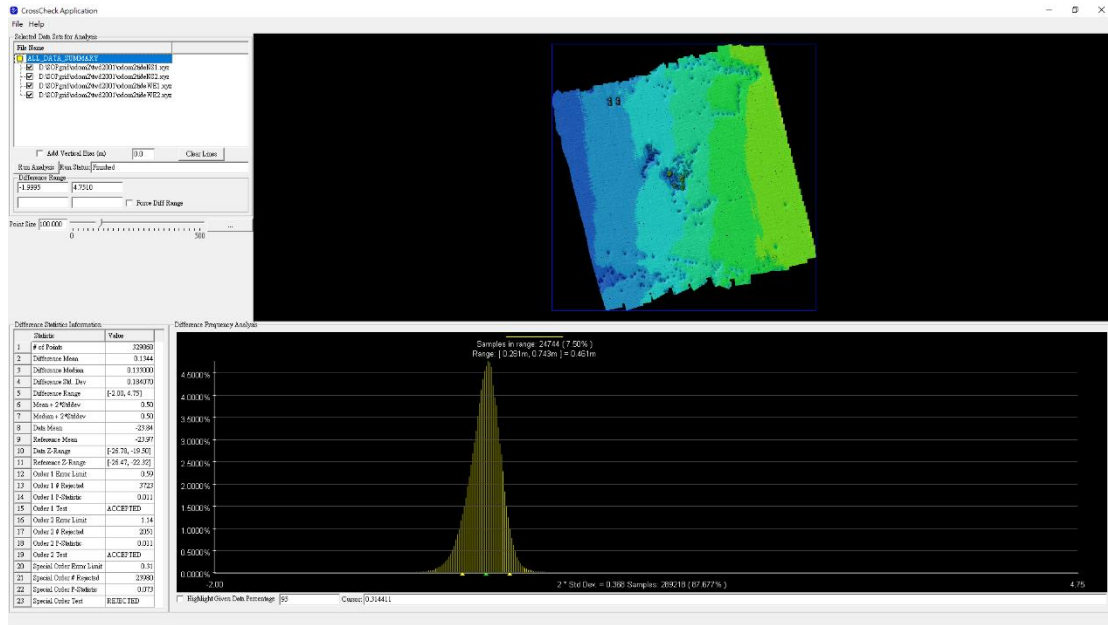 CrossCheck Application
File Help
Selected Data Sets for Analysis
File Name
ALL_DATA_SUMMARY
Add Vertical Bias (m) 0.0 Clear Lines
Run Analysis Run Status: Finished
Difference Range
-1.9995 4.7510
Force Diff Range
Point Size 100.000 ...
0 500
Difference Statistics Information
Statistic Value
1 # of Points 329868
2 Difference Mean 0.1344
3 Difference Median 0.133000
4 Difference Std. Dev 0.184070
5 Difference Range [-2.00, 4.75]
6 Mean + 2*Stddev 0.50
7 Median + 2*Stddev 0.50
8 Data Mean -23.84
9 Reference Mean -23.97
10 Data Z-Range [-26.78, -19.50]
11 Reference Z-Range [-26.47, -22.32]
12 Order 1 Error Limit 0.59
13 Order 1 # Rejected 3723
14 Order 1 P-Statistic 0.011
15 Order 1 Test ACCEPTED
16 Order 2 Error Limit 1.14
17 Order 2 # Rejected 2051
18 Order 2 P-Statistic 0.011
19 Order 2 Test ACCEPTED
20 Special Order Error Limit 0.31
21 Special Order # Rejected 23980
22 Special Order P-Statistic 0.073
23 Special Order Test REJECTED
Difference Frequency Analysis
Samples in range: 24744 ( 7.50% )
Range: [ 0.281m, 0.743m ] = 0.461m
4.5000%
4.0000%
3.5000%
3.0000%
2.5000%
2.0000%
1.5000%
1.0000%
0.5000%
0.0000%
-2.00 2 * Std Dev. = 0.368 Samples: 289218 ( 87.677% ) 4.75
Highlight Given Data Percentage 95 Cursor: 0.314411